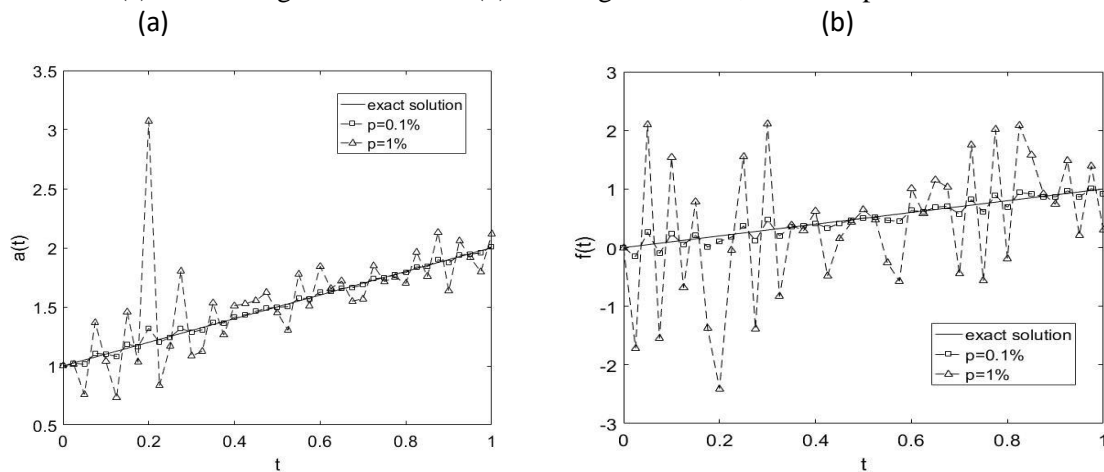 (a) (b)
3.5
3
2.5
2
1.5
1
0.5
0 0.2 0.4 0.6 0.8 1
a(t)
t
exact solution
p=0.1%
p=1%
3
2
1
0
-1
-2
-3
0 0.2 0.4 0.6 0.8 1
f(t)
t
exact solution
p=0.1%
p=1%